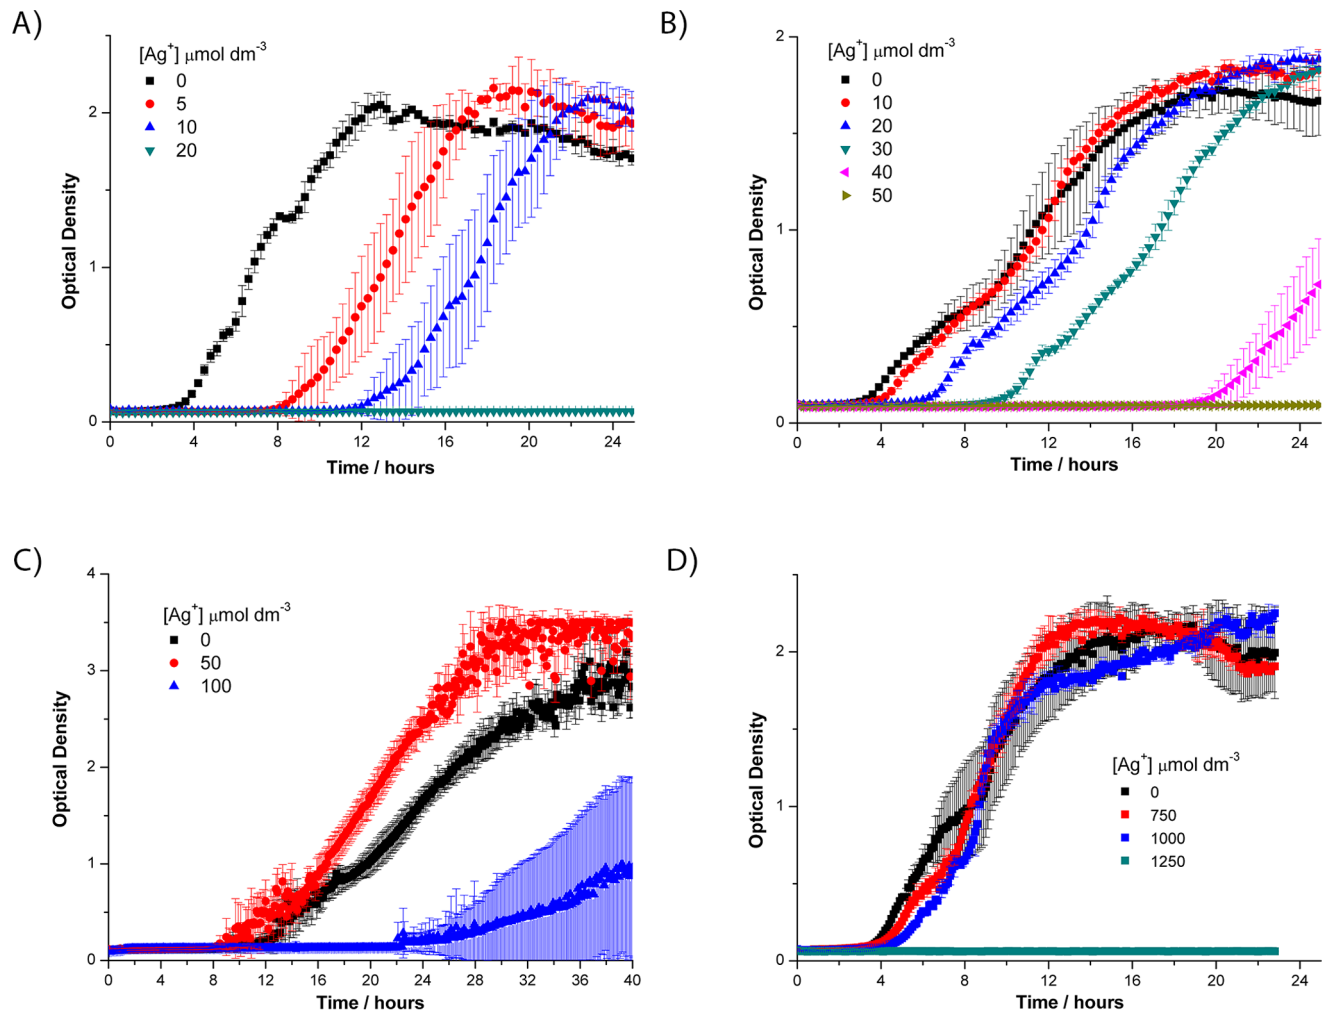 A)
[Ag⁺] μmol dm⁻³
0
5
10
20
Optical Density
2
1
0
0 4 8 12 16 20 24
Time / hours
B)
[Ag⁺] μmol dm⁻³
0
10
20
30
40
50
Optical Density
2
1
0
0 4 8 12 16 20 24
Time / hours
C)
[Ag⁺] μmol dm⁻³
0
50
100
Optical Density
4
3
2
1
0
0 4 8 12 16 20 24 28 32 36 40
Time / hours
D)
[Ag⁺] μmol dm⁻³
0
750
1000
1250
Optical Density
2
1
0
0 4 8 12 16 20 24
Time / hours